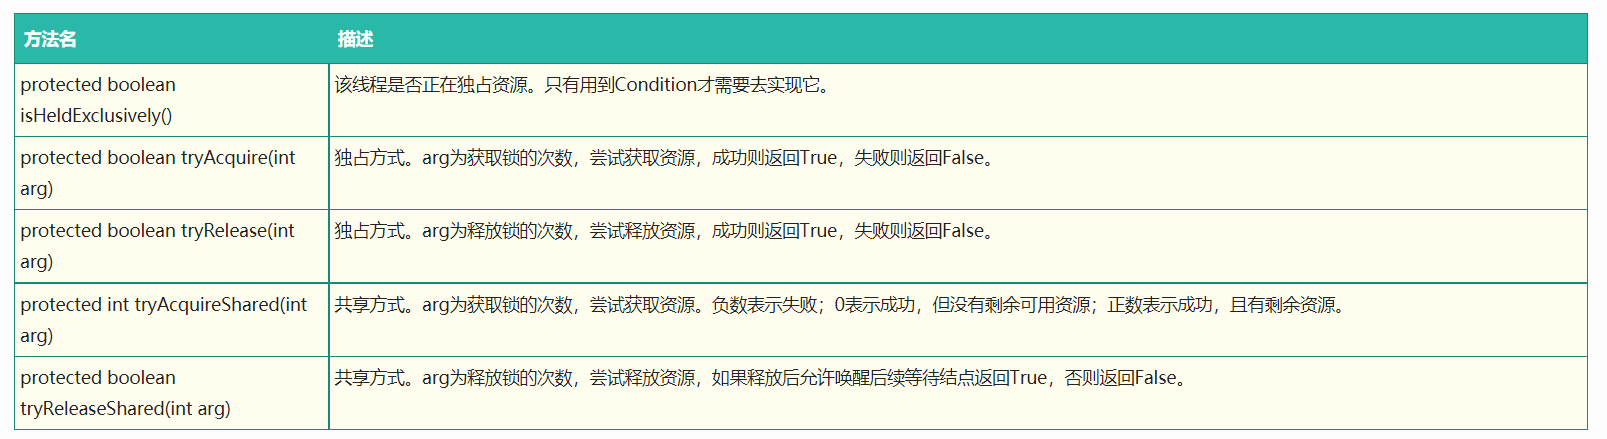 方法名 描述
protected boolean 该线程是否正在独占资源。只有用到Condition才需要去实现它。
isHeldExclusively()
protected boolean tryAcquire(int 独占方式。arg为获取锁的次数，尝试获取资源，成功则返回True，失败则返回False。
arg)
protected boolean tryRelease(int 独占方式。arg为释放锁的次数，尝试释放资源，成功则返回True，失败则返回False。
arg)
protected int tryAcquireShared(int 共享方式。arg为获取锁的次数，尝试获取资源。负数表示失败；0表示成功，但没有剩余可用资源；正数表示成功，且有剩余资源。
arg)
protected boolean 共享方式。arg为释放锁的次数，尝试释放资源，如果释放后允许唤醒后续等待结点返回True，否则返回False。
tryReleaseShared(int arg)